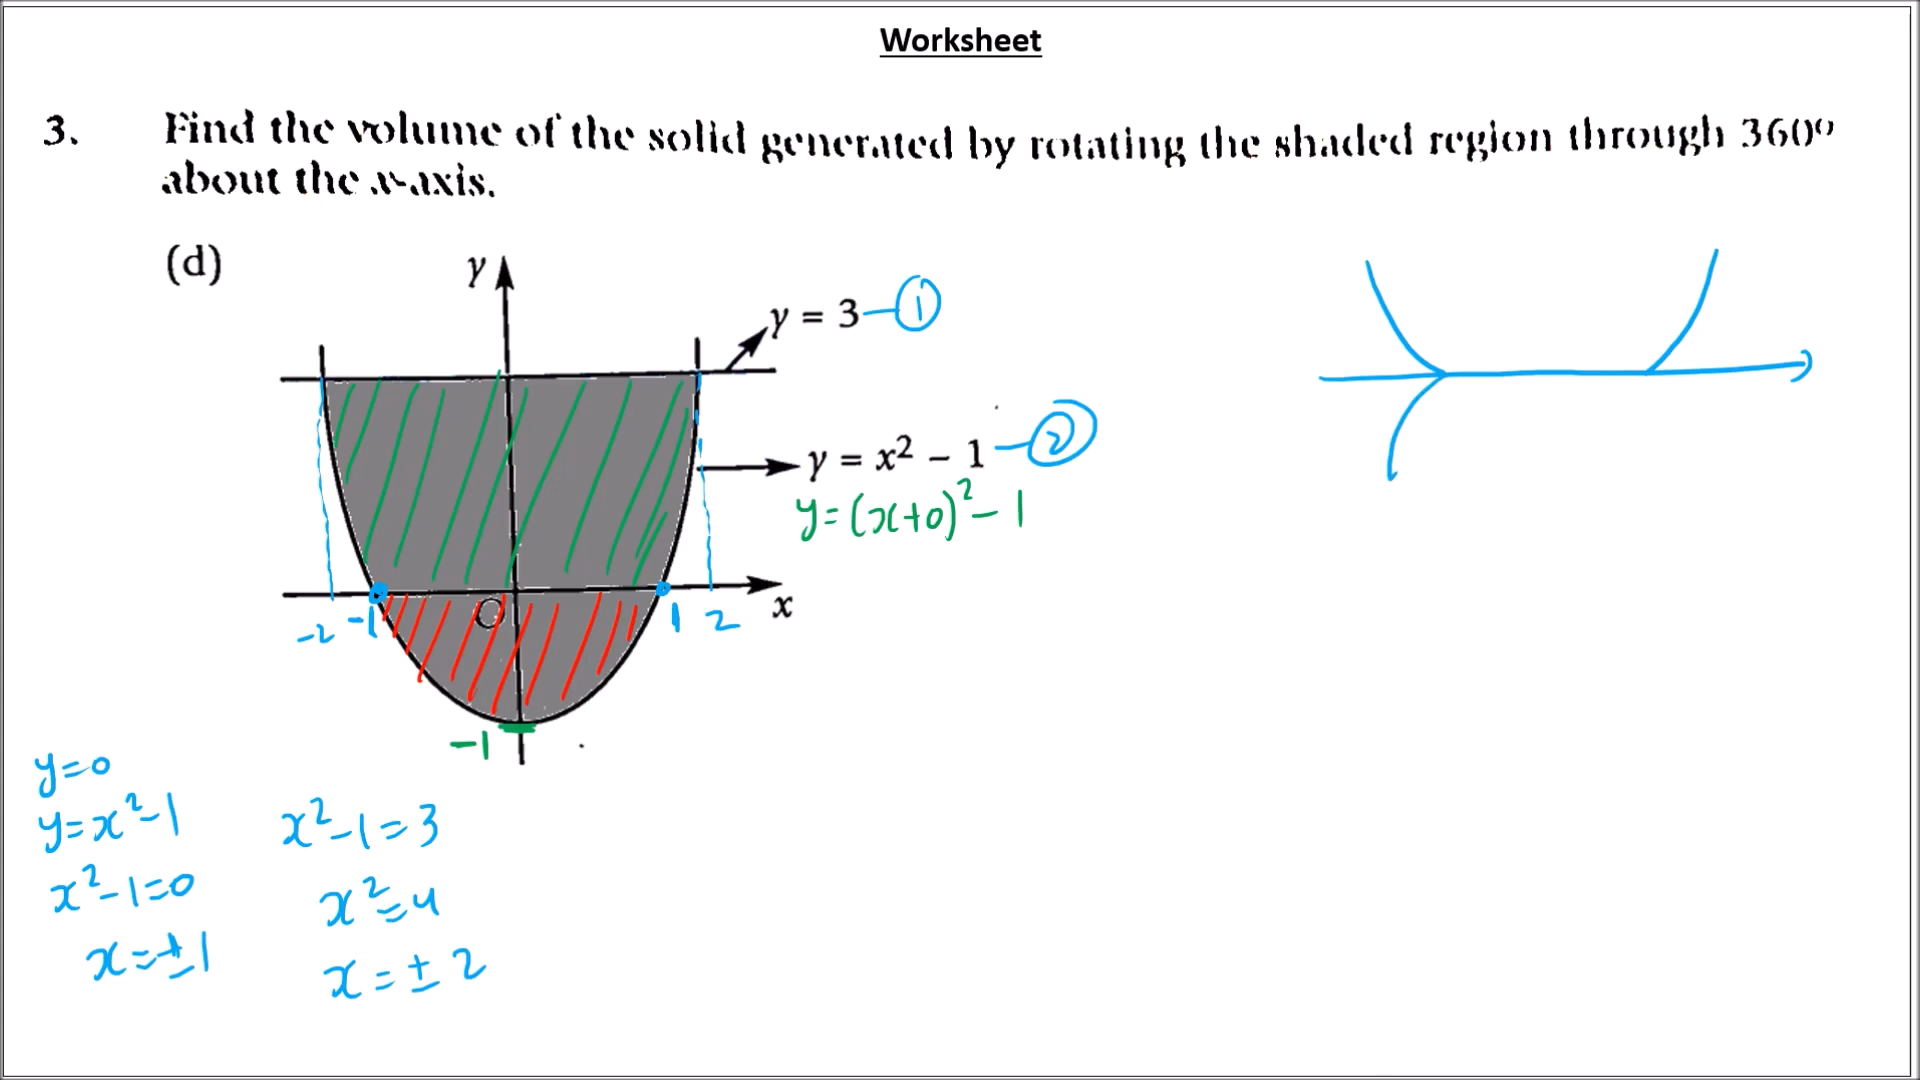 Worksheet
3. Find the volume of the solid generated by rotating the shaded region through 360°
about the x-axis.
(d)
y
y = 3 — ①
y = x² − 1 — ②
y=(x+0)²−1
x
O
-2 -1 1 2
-1
y=0
y=x²-1
x²-1=0
x=±1
x²-1=3
x²=4
x=±2